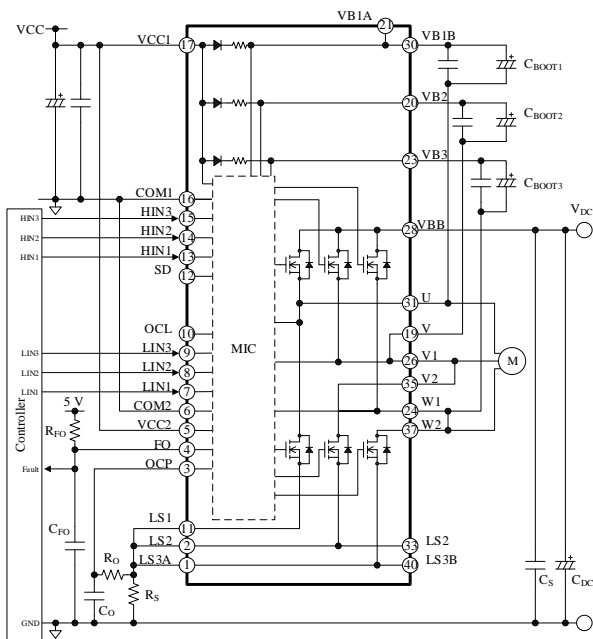 VB1A
21
VCC
VCC1
17
30
VB1B
CBOOT1
20
VB2
CBOOT2
23
VB3
CBOOT3
COM1
16
HIN3
HIN3
15
HIN2
HIN2
14
HIN1
HIN1
13
SD
12
VBB
28
VDC
31
U
OCL
10
19
V
MIC
LIN3
LIN3
9
26
V1
M
LIN2
LIN2
8
35
V2
LIN1
LIN1
7
24
W1
COM2
6
37
W2
VCC2
5
5 V
RFO
FO
4
Fault
OCP
3
Controller
LS1
11
CFO
LS2
2
33
LS2
RO
LS3A
1
40
LS3B
CO
RS
CS
CDC
GND